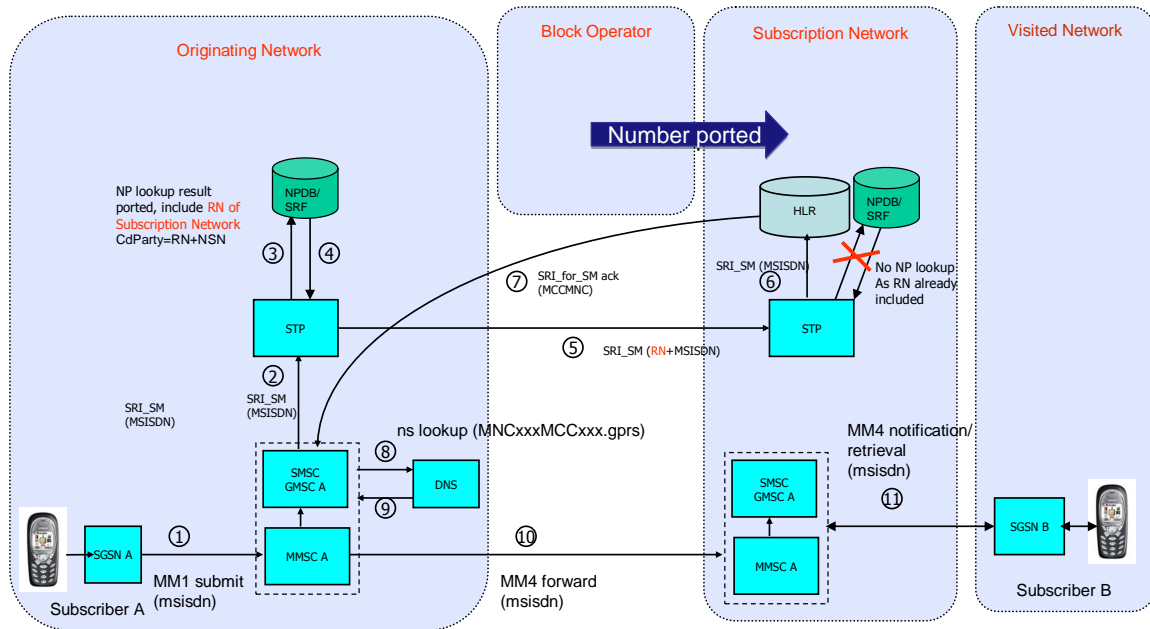 Originating Network
Block Operator
Subscription Network
Visited Network
Number ported
NP lookup result
ported, include RN of
Subscription Network
CdParty=RN+NSN
NPDB/
SRF
3
4
HLR
NPDB/
SRF
7
SRI_for_SM ack
(MCCMNC)
SRI_SM (MSISDN)
6
No NP lookup
As RN already
included
STP
STP
5
SRI_SM (RN+MSISDN)
2
SRI_SM
(MSISDN)
SRI_SM
(MSISDN)
ns lookup (MNCxxxMCCxxx.gprs)
8
SMSC
GMSC A
DNS
9
MM4 notification/
retrieval
(msisdn)
SMSC
GMSC A
11
SGSN A
1
MMSC A
10
MMSC A
SGSN B
MM1 submit
(msisdn)
MM4 forward
(msisdn)
Subscriber A
Subscriber B